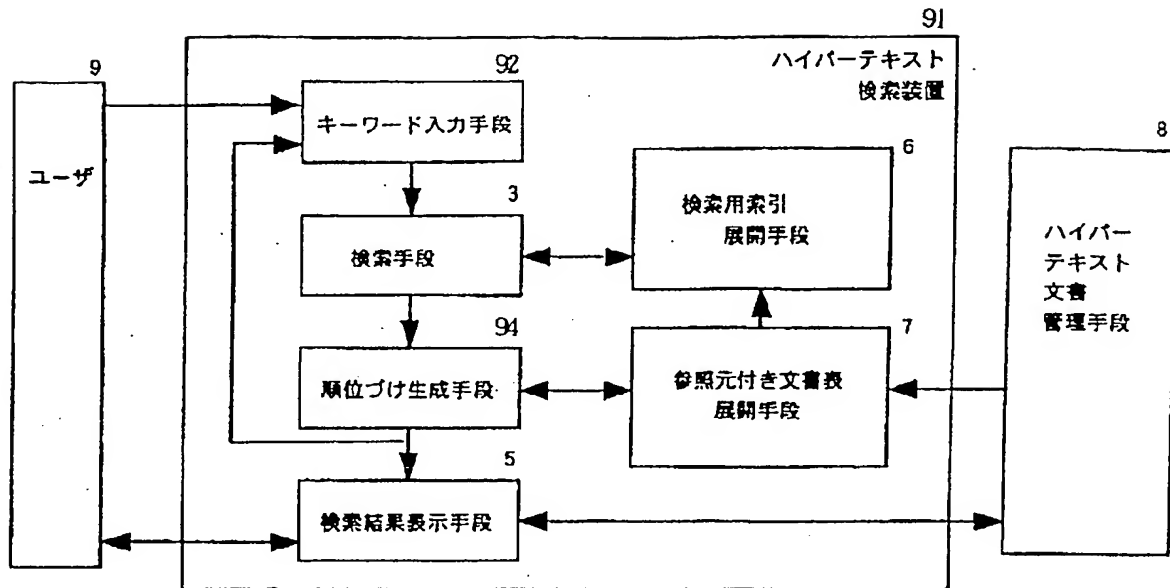 91
ハイパーテキスト
検索装置
9
ユーザ
92
キーワード入力手段
3
検索手段
94
順位づけ生成手段
5
検索結果表示手段
6
検索用索引
展開手段
7
参照元付き文書表
展開手段
8
ハイパー
テキスト
文書
管理手段